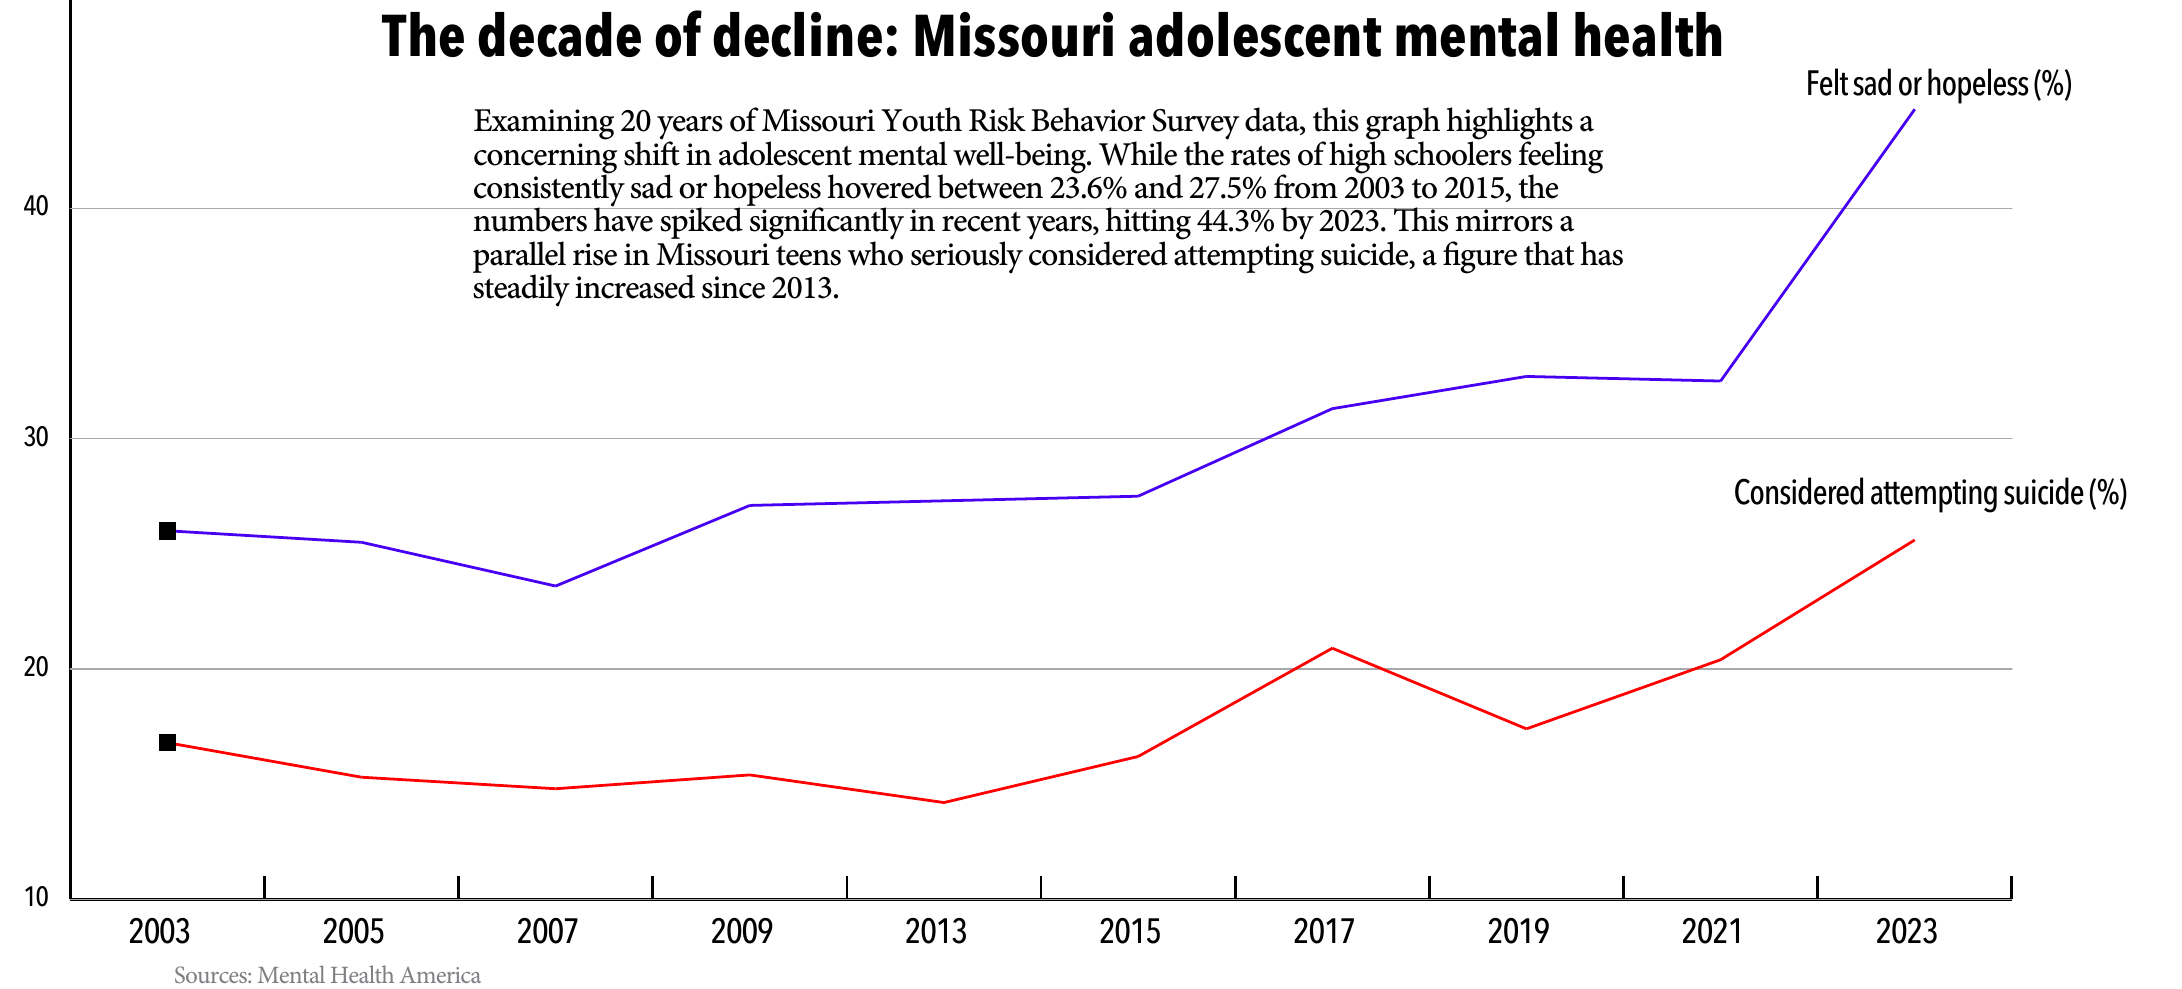 The decade of decline: Missouri adolescent mental health
Felt sad or hopeless (%)
Examining 20 years of Missouri Youth Risk Behavior Survey data, this graph highlights a
concerning shift in adolescent mental well-being. While the rates of high schoolers feeling
consistently sad or hopeless hovered between 23.6% and 27.5% from 2003 to 2015, the
numbers have spiked significantly in recent years, hitting 44.3% by 2023. This mirrors a
parallel rise in Missouri teens who seriously considered attempting suicide, a figure that has
steadily increased since 2013.
40
30
Considered attempting suicide (%)
20
10
2003 2005 2007 2009 2013 2015 2017 2019 2021 2023
Sources: Mental Health America